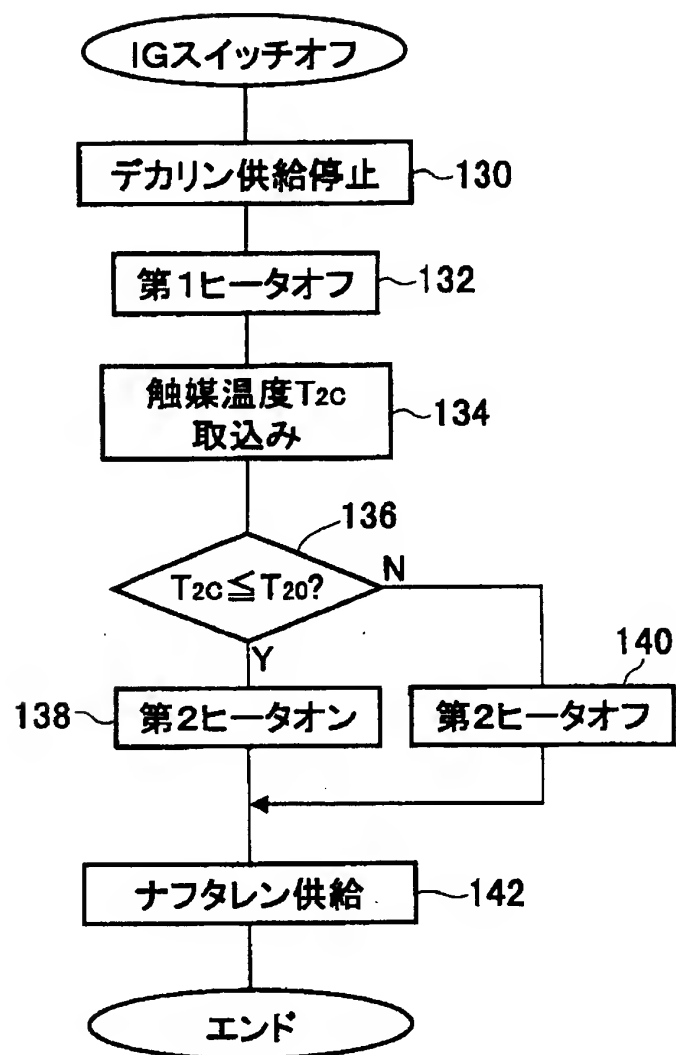 IGスイッチオフ
デカリン供給停止
130
第1ヒータオフ
132
触媒温度T2C
取込み
134
136
T2C≦T20?
N
Y
140
138
第2ヒータオン
第2ヒータオフ
ナフタレン供給
142
エンド